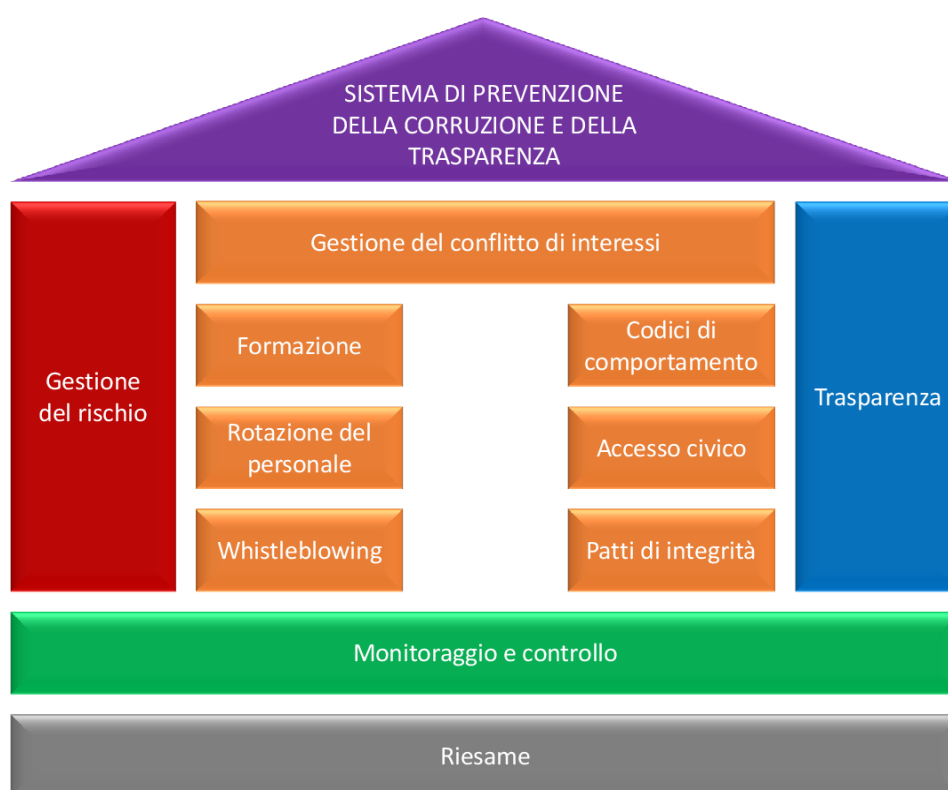 SISTEMA DI PREVENZIONE
DELLA CORRUZIONE E DELLA
TRASPARENZA
Gestione del conflitto di interessi
Gestione
del rischio
Formazione
Rotazione del
personale
Whistleblowing
Codici di
comportamento
Accesso civico
Patti di integrità
Trasparenza
Monitoraggio e controllo
Riesame